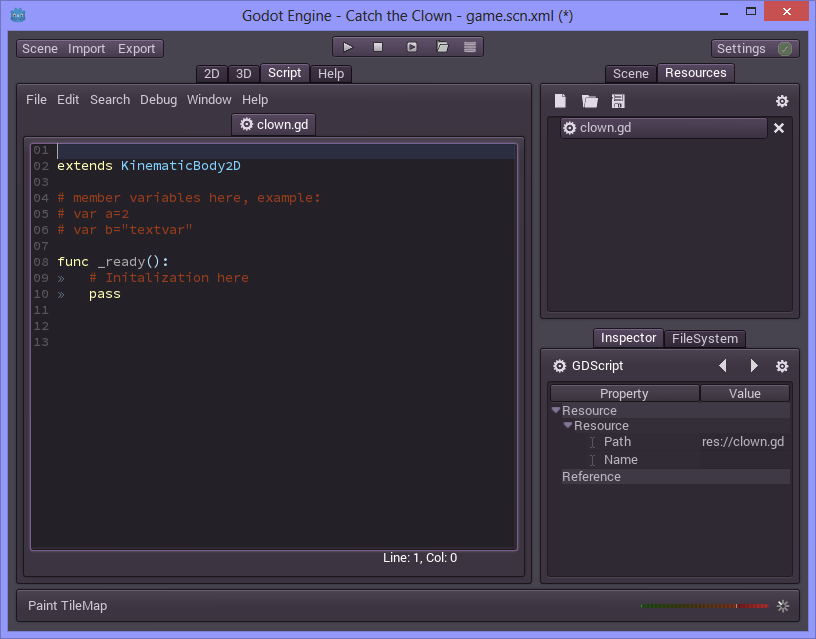 Godot Engine - Catch the Clown - game.scn.xml (*)
Scene Import Export
Settings
2D 3D Script Help
Scene Resources
File Edit Search Debug Window Help
clown.gd
clown.gd
01
02 extends KinematicBody2D
03
04 # member variables here, example:
05 # var a=2
06 # var b="textvar"
07
08 func _ready():
09 » # Initalization here
10 » pass
11
12
13
Line: 1, Col: 0
Inspector FileSystem
GDScript
Property Value
Resource
Resource
Path res://clown.gd
Name
Reference
Paint TileMap